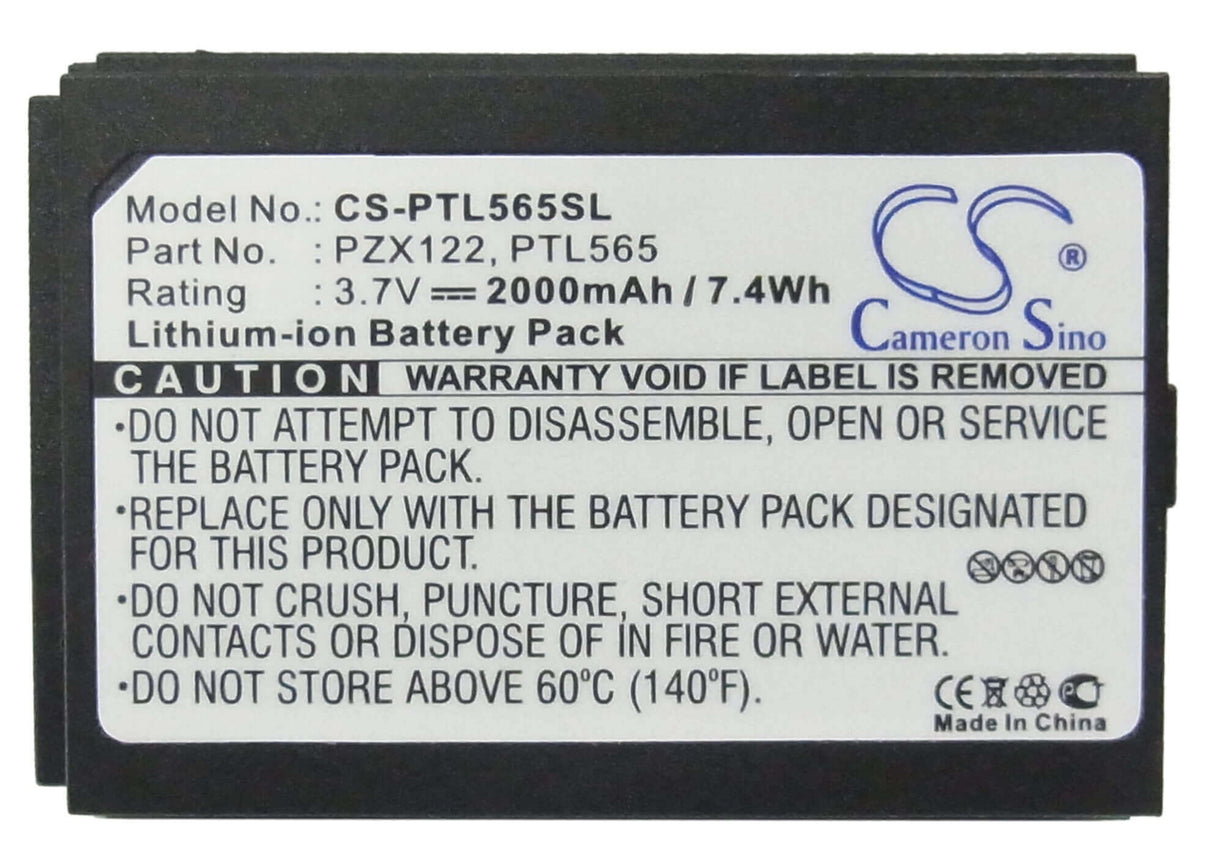 Model No.: CS-PTL565SL
Part No. : PZX122, PTL565
Rating : 3.7V 2000mAh / 7.4Wh
Lithium-ion Battery Pack
CS ®
Cameron Sino
CAUTION WARRANTY VOID IF LABEL IS REMOVED
•DO NOT ATTEMPT TO DISASSEMBLE, OPEN OR SERVICE
THE BATTERY PACK.
•REPLACE ONLY WITH THE BATTERY PACK DESIGNATED
FOR THIS PRODUCT.
•DO NOT CRUSH, PUNCTURE, SHORT EXTERNAL
CONTACTS OR DISPOSE OF IN FIRE OR WATER.
•DO NOT STORE ABOVE 60°C (140°F).
CE PCT
Made In China